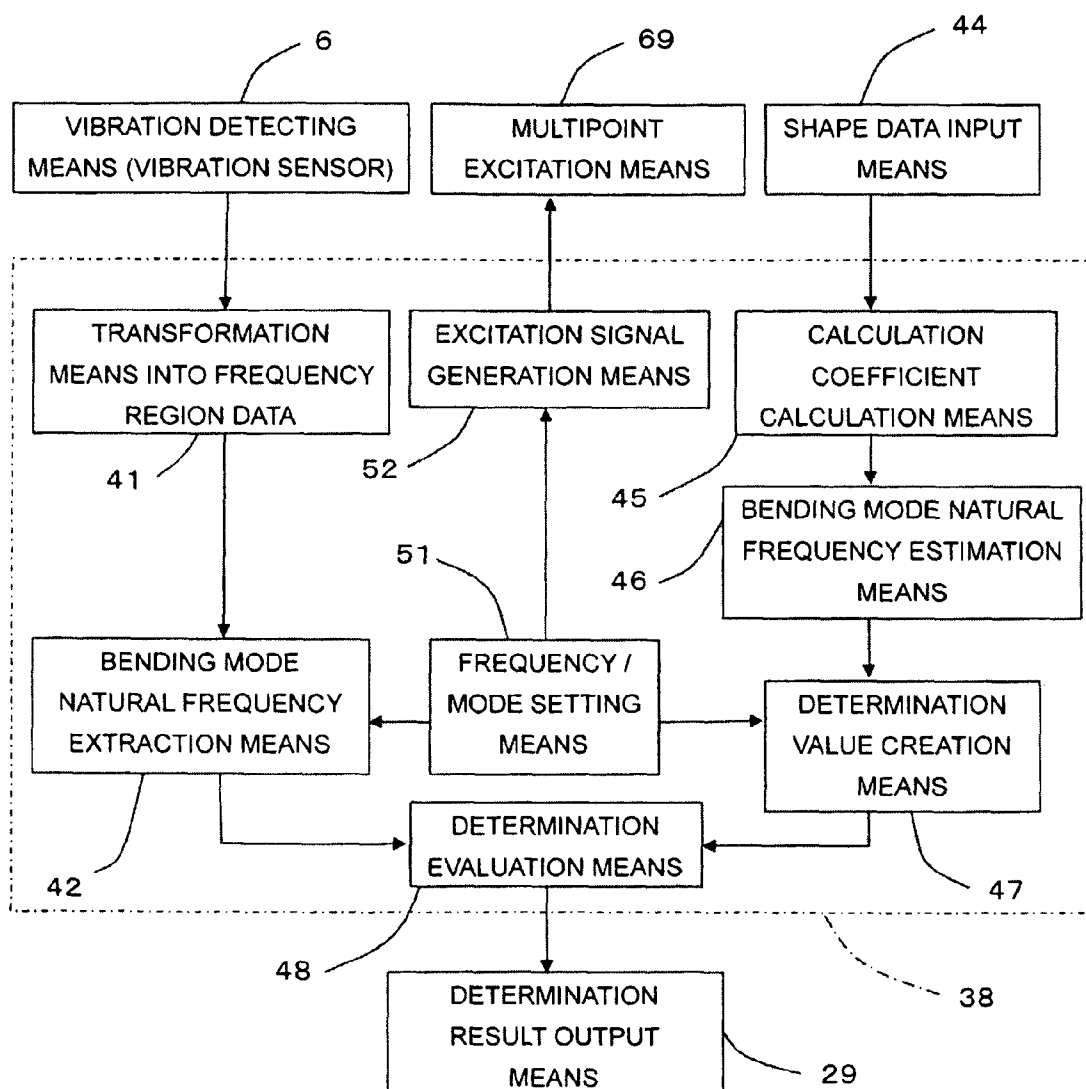 6
69
44
VIBRATION DETECTING
MEANS (VIBRATION SENSOR)
MULTIPOINT
EXCITATION MEANS
SHAPE DATA INPUT
MEANS
TRANSFORMATION
MEANS INTO FREQUENCY
REGION DATA
EXCITATION SIGNAL
GENERATION MEANS
CALCULATION
COEFFICIENT
CALCULATION MEANS
41
52
45
BENDING MODE NATURAL
FREQUENCY ESTIMATION
MEANS
46
51
BENDING MODE
NATURAL FREQUENCY
EXTRACTION MEANS
FREQUENCY /
MODE SETTING
MEANS
DETERMINATION
VALUE CREATION
MEANS
DETERMINATION
EVALUATION MEANS
42
47
48
38
DETERMINATION
RESULT OUTPUT
MEANS
29